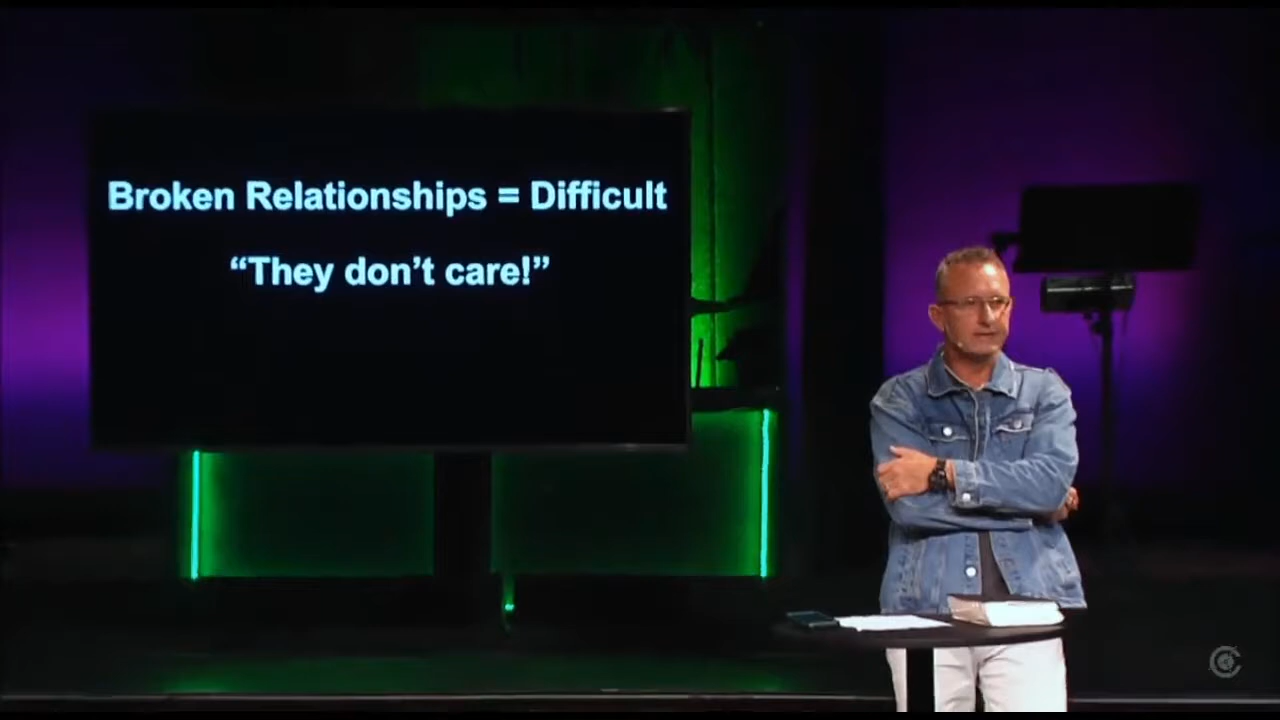 Broken Relationships = Difficult
“They don’t care!”